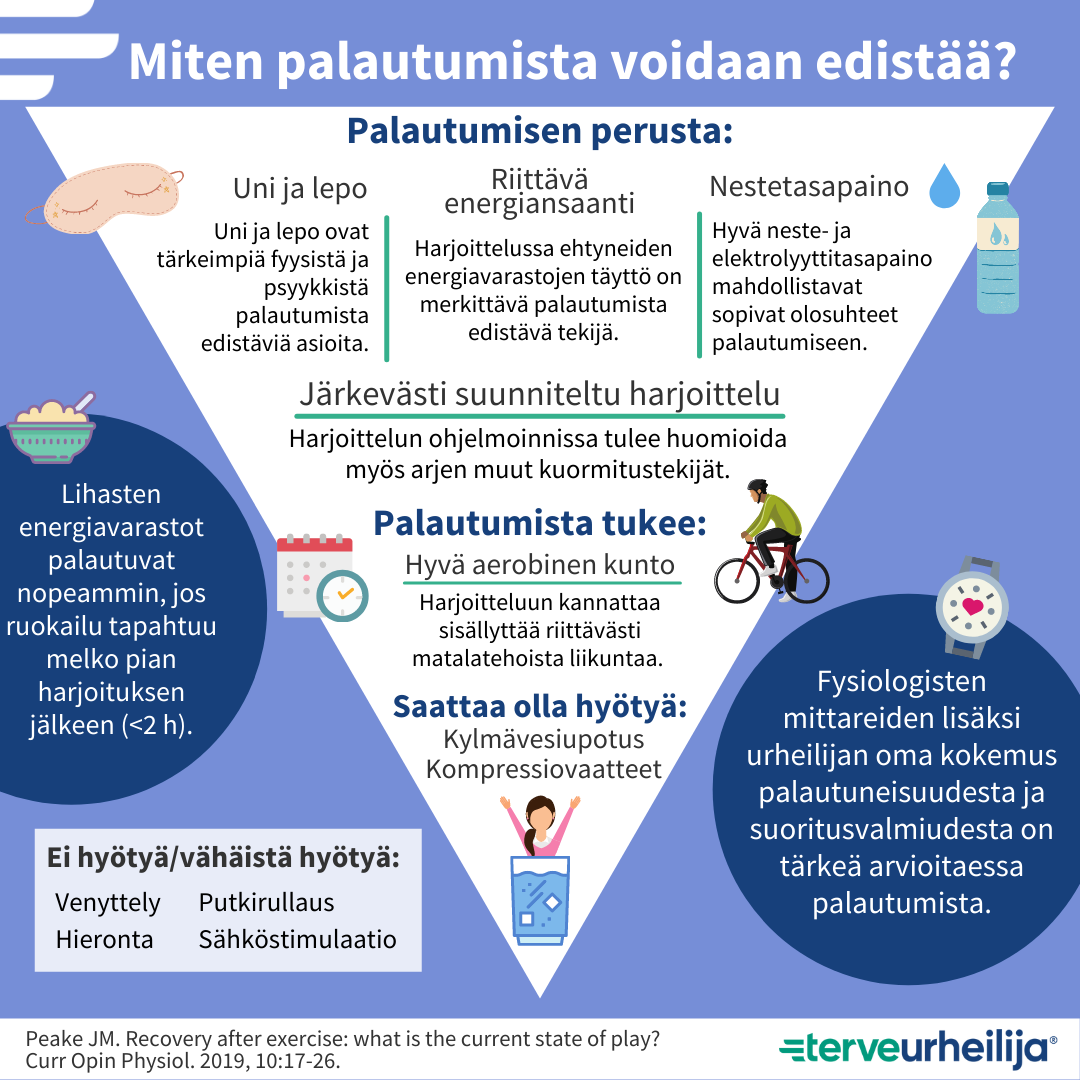 Miten palautumista voidaan edistää?
Palautumisen perusta:
Uni ja lepo
Uni ja lepo ovat
tärkeimpiä fyysistä ja
psyykkistä
palautumista
edistäviä asioita.
Riittävä
energiansaanti
Harjoittelussa ehtyneiden
energiavarastojen täyttö on
merkittävä palautumista
edistävä tekijä.
Nestetasapaino
Hyvä neste- ja
elektrolyyttitasapaino
mahdollistavat
sopivat olosuhteet
palautumiseen.
Järkevästi suunniteltu harjoittelu
Harjoittelun ohjelmoinnissa tulee huomioida
myös arjen muut kuormitustekijät.
Lihasten
energiavarastot
palautuvat
nopeammin, jos
ruokailu tapahtuu
melko pian
harjoituksen
jälkeen (<2 h).
Palautumista tukee:
Hyvä aerobinen kunto
Harjoitteluun kannattaa
sisällyttää riittävästi
matalatehoista liikuntaa.
Saattaa olla hyötyä:
Kylmävesiupotus
Kompressiovaatteet
Fysiologisten
mittareiden lisäksi
urheilijan oma kokemus
palautuneisuudesta ja
suoritusvalmiudesta on
tärkeä arvioitaessa
palautumista.
Ei hyötyä/vähäistä hyötyä:
Venyttely Putkirullaus
Hieronta Sähköstimulaatio
Peake JM. Recovery after exercise: what is the current state of play?
Curr Opin Physiol. 2019, 10:17-26.
terveurheilija®